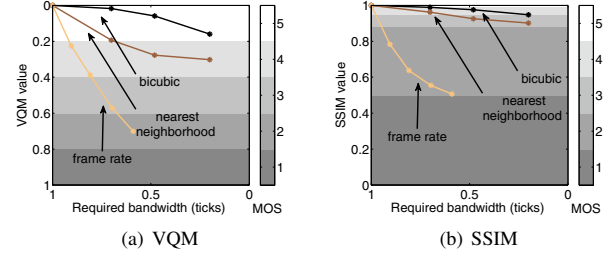 VQM value
0
0.2
0.4
0.6
0.8
1
bicubic
nearest
neighborhood
frame rate
1
0.5
0
Required bandwidth (ticks)
5
4
3
2
1
MOS
(a) VQM
SSIM value
1
0.8
0.6
0.4
0.2
0
bicubic
nearest
neighborhood
frame rate
1
0.5
0
Required bandwidth (ticks)
5
4
3
2
1
MOS
(b) SSIM